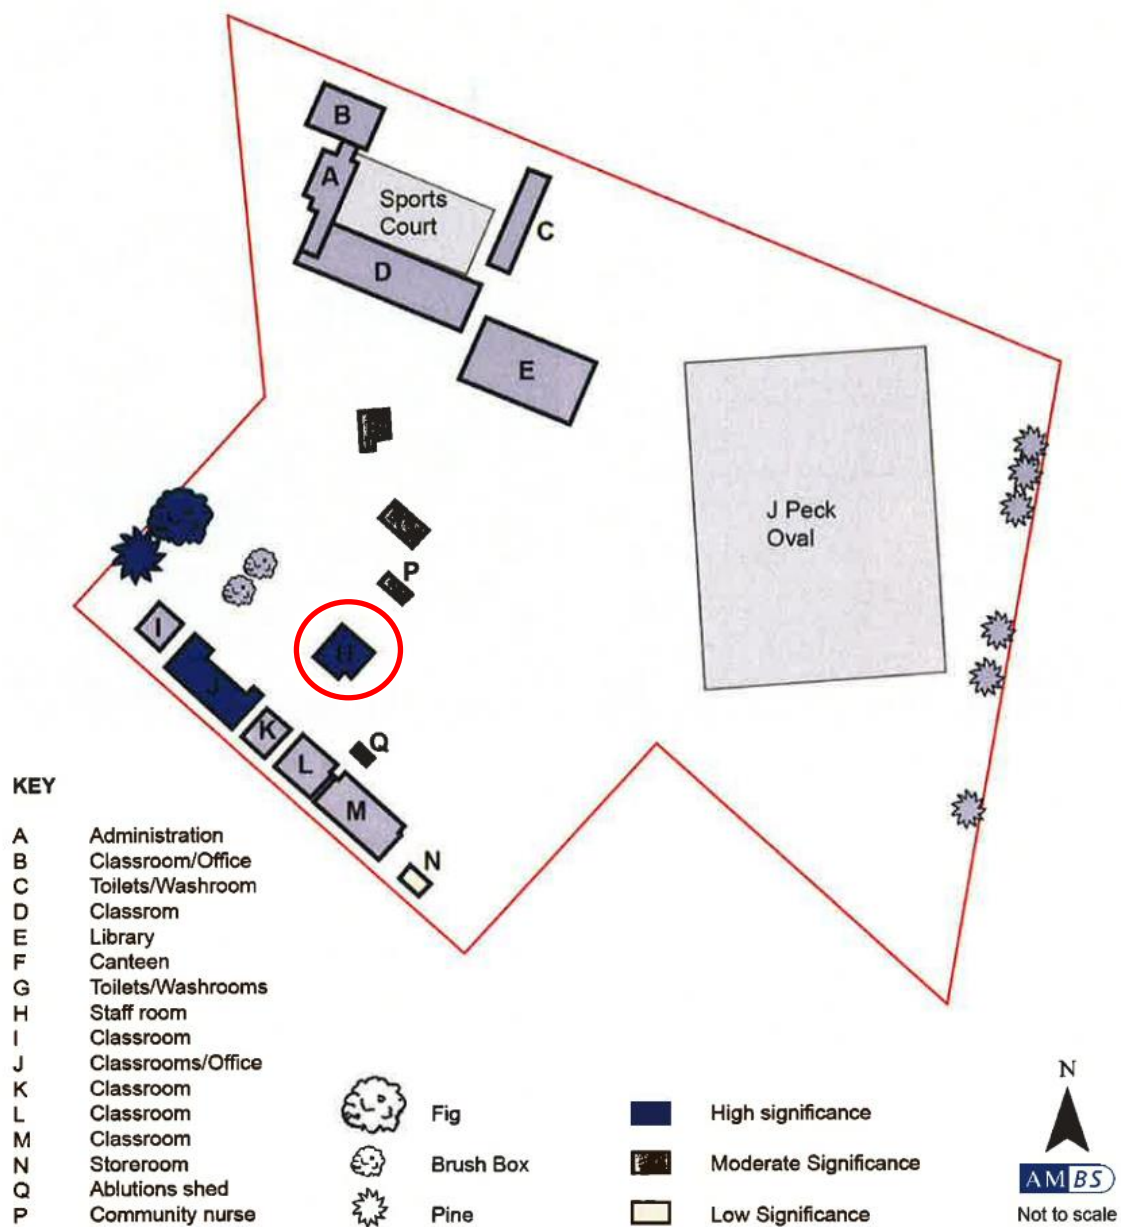 B
A
Sports
Court
C
D
E
J Peck
Oval
P
I
H
J
K
Q
L
M
N
KEY
A Administration
B Classroom/Office
C Toilets/Washroom
D Classrom
E Library
F Canteen
G Toilets/Washrooms
H Staff room
I Classroom
J Classrooms/Office
K Classroom
L Classroom
M Classroom
N Storeroom
Q Ablutions shed
P Community nurse
Fig
Brush Box
Pine
High significance
Moderate Significance
Low Significance
N
AMBS
Not to scale